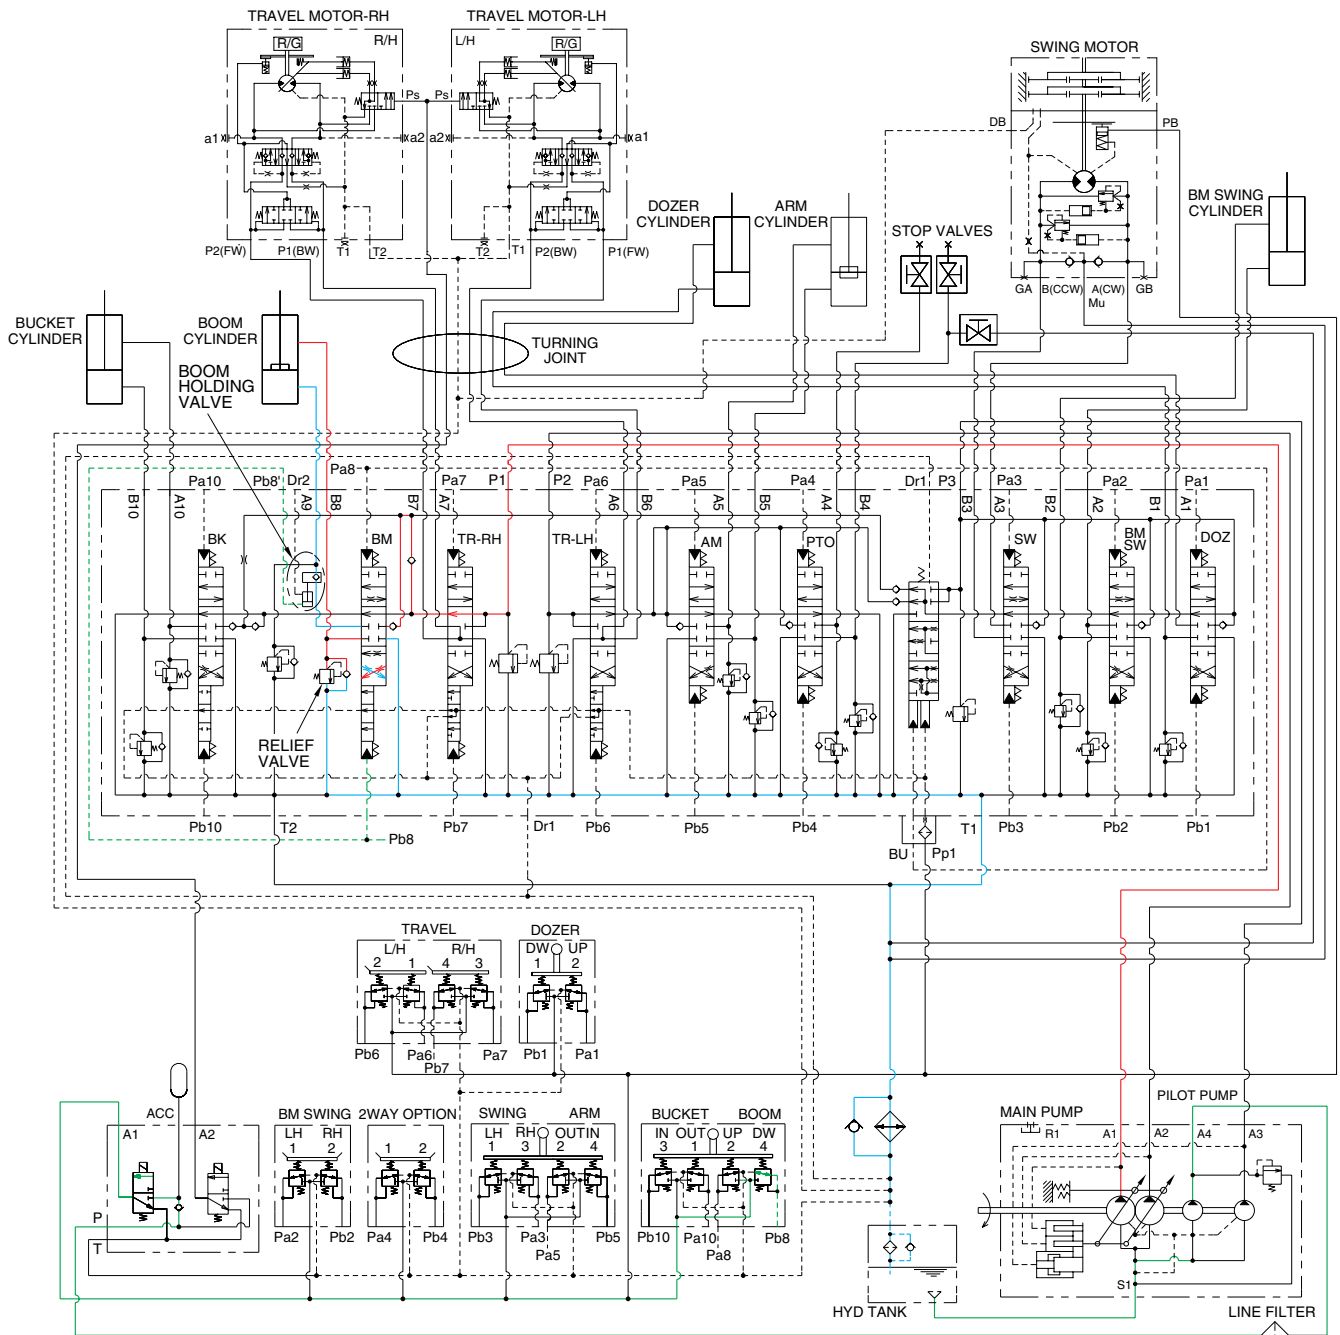 TRAVEL MOTOR-RH TRAVEL MOTOR-LH
SWING MOTOR
R/G R/H L/H R/G
Ps Ps
DB PB
a1 a2 a2 a1
DOZER
CYLINDER
ARM
CYLINDER
STOP VALVES
BM SWING
CYLINDER
P2(FW) P1(BW) T1 T2 T2 T1 P2(BW) P1(FW)
GA B(CCW) A(CW) GB
Mu
BUCKET
CYLINDER
BOOM
CYLINDER
TURNING
JOINT
BOOM
HOLDING
VALVE
Pa8
Pa10 Pb8' Dr2 Pa7 P1 P2 Pa6 Pa5 Pa4 Dr1 P3 Pa3 Pa2 Pa1
B10 A10 A9 B8 B7 A7 A6 B6 A5 B5 A4 B4 B3 A3 B2 A2 B1 A1
BK BM TR-RH TR-LH AM PTO SW BM
SW DOZ
RELIEF
VALVE
Pb10 T2 Pb8 Pb7 Dr1 Pb6 Pb5 Pb4 BU Pp1 T1 Pb3 Pb2 Pb1
TRAVEL
L/H R/H
2 1 4 3
Pb6 Pa6 Pb7 Pa7
DOZER
DW UP
1 2
Pb1 Pa1
ACC
A1 A2
P
T
BM SWING
LH RH
1 2
Pa2 Pb2
2WAY OPTION
1 2
Pa4 Pb4
SWING ARM
LH RH OUT IN
1 3 2 4
Pb3 Pa3 Pa5 Pb5
BUCKET BOOM
IN OUT UP DW
3 1 2 4
Pb10 Pa10 Pa8 Pb8
PILOT PUMP
MAIN PUMP
R1 A1 A2 A4 A3
S1
HYD TANK
LINE FILTER